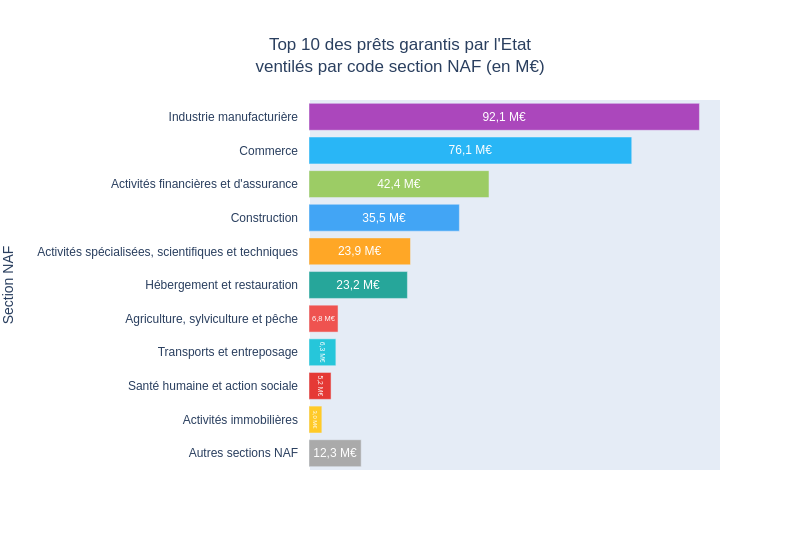 Top 10 des prêts garantis par l'Etat
ventilés par code section NAF (en M€)
Section NAF
Industrie manufacturière 92,1 M€
Commerce 76,1 M€
Activités financières et d'assurance 42,4 M€
Construction 35,5 M€
Activités spécialisées, scientifiques et techniques 23,9 M€
Hébergement et restauration 23,2 M€
Agriculture, sylviculture et pêche 6,8 M€
Transports et entreposage 6,3 M€
Santé humaine et action sociale 5,2 M€
Activités immobilières
Autres sections NAF 12,3 M€